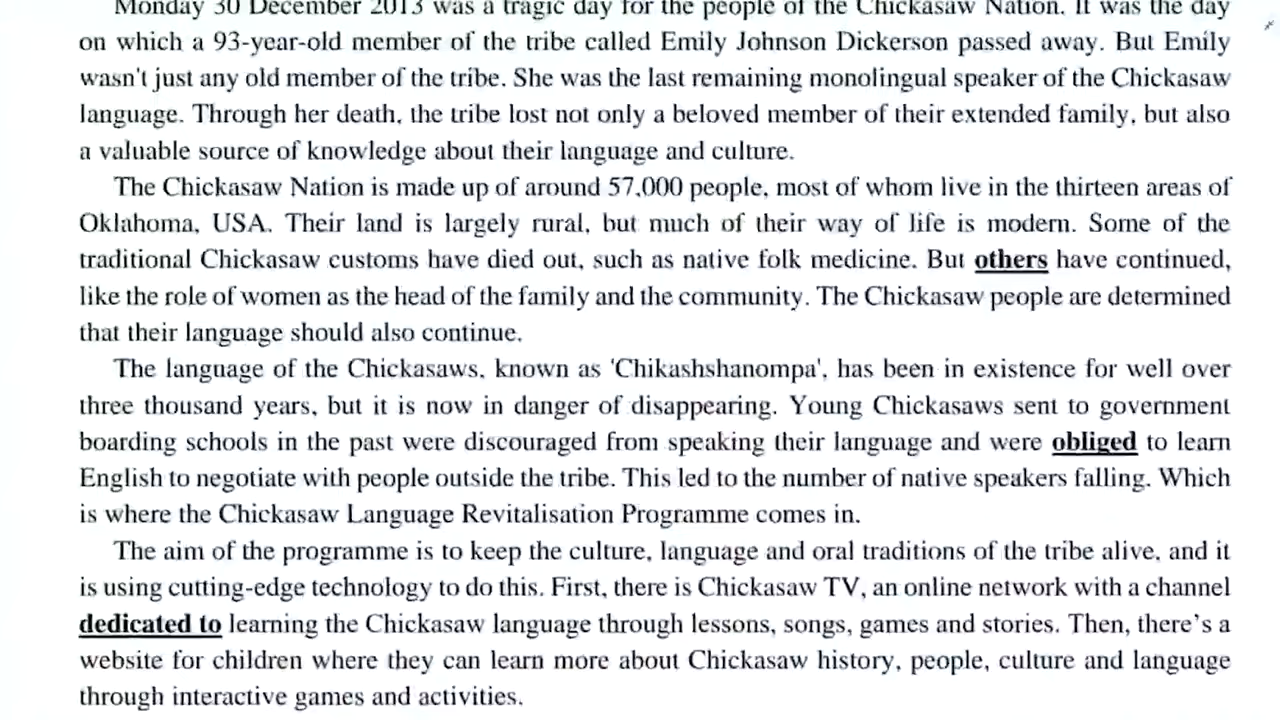 Monday 30 December 2013 was a tragic day for the people of the Chickasaw Nation. It was the day
on which a 93-year-old member of the tribe called Emily Johnson Dickerson passed away. But Emily
wasn't just any old member of the tribe. She was the last remaining monolingual speaker of the Chickasaw
language. Through her death, the tribe lost not only a beloved member of their extended family, but also
a valuable source of knowledge about their language and culture.
The Chickasaw Nation is made up of around 57,000 people, most of whom live in the thirteen areas of
Oklahoma, USA. Their land is largely rural, but much of their way of life is modern. Some of the
traditional Chickasaw customs have died out, such as native folk medicine. But others have continued,
like the role of women as the head of the family and the community. The Chickasaw people are determined
that their language should also continue.
The language of the Chickasaws, known as 'Chikashshanompa', has been in existence for well over
three thousand years, but it is now in danger of disappearing. Young Chickasaws sent to government
boarding schools in the past were discouraged from speaking their language and were obliged to learn
English to negotiate with people outside the tribe. This led to the number of native speakers falling. Which
is where the Chickasaw Language Revitalisation Programme comes in.
The aim of the programme is to keep the culture, language and oral traditions of the tribe alive, and it
is using cutting-edge technology to do this. First, there is Chickasaw TV, an online network with a channel
dedicated to learning the Chickasaw language through lessons, songs, games and stories. Then, there's a
website for children where they can learn more about Chickasaw history, people, culture and language
through interactive games and activities.